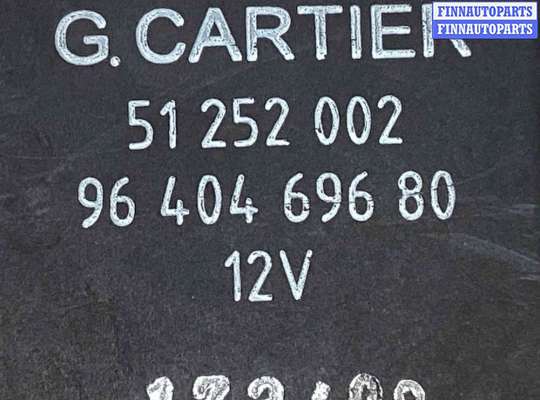 FINNAUTOPARTS
FINNAUTOPARTS
G. CARTIER
51 252 002
96 404 696 80
12V